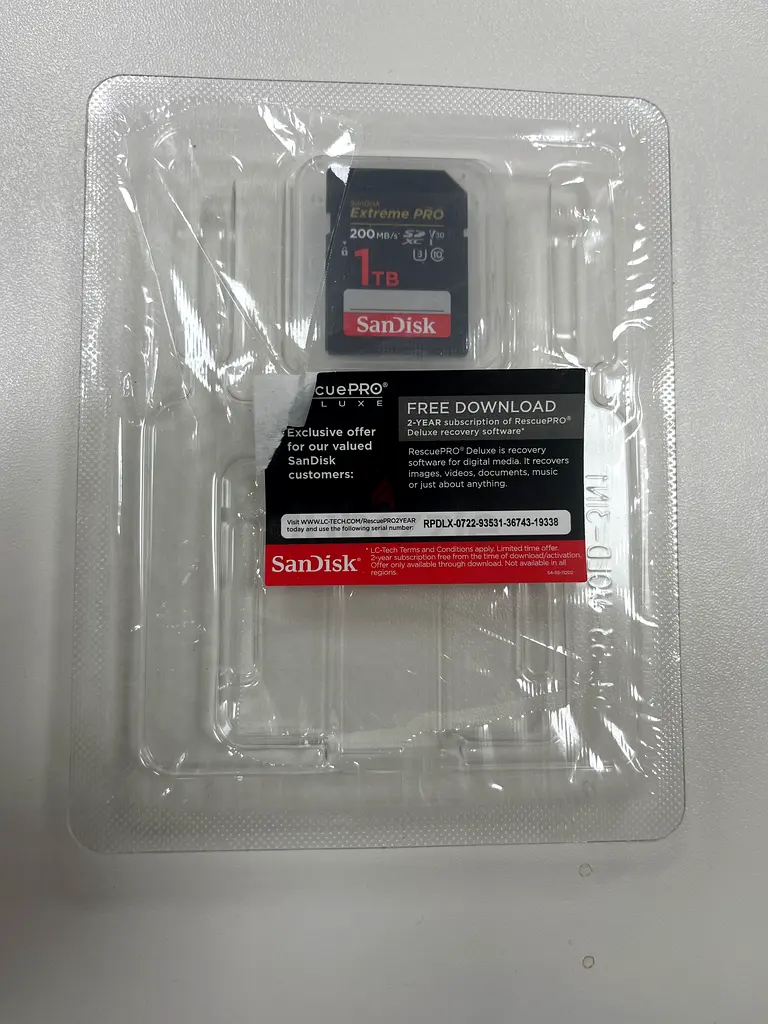 SanDisk
Extreme PRO
200 MB/s* SD XC I V30
U3 C10
1TB
SanDisk
cuePRO®
LUXE
FREE DOWNLOAD
2-YEAR subscription of RescuePRO®
Deluxe recovery software*
Exclusive offer
for our valued
SanDisk
customers:
RescuePRO® Deluxe is recovery
software for digital media. It recovers
images, videos, documents, music
or just about anything.
Visit WWW.LC-TECH.COM/RescuePRO2YEAR
today and use the following serial number:
RPDLX-0722-93531-36743-19338
SanDisk®
* LC-Tech Terms and Conditions apply. Limited time offer.
2-year subscription free from the time of download/activation.
Offer only available through download. Not available in all
regions.